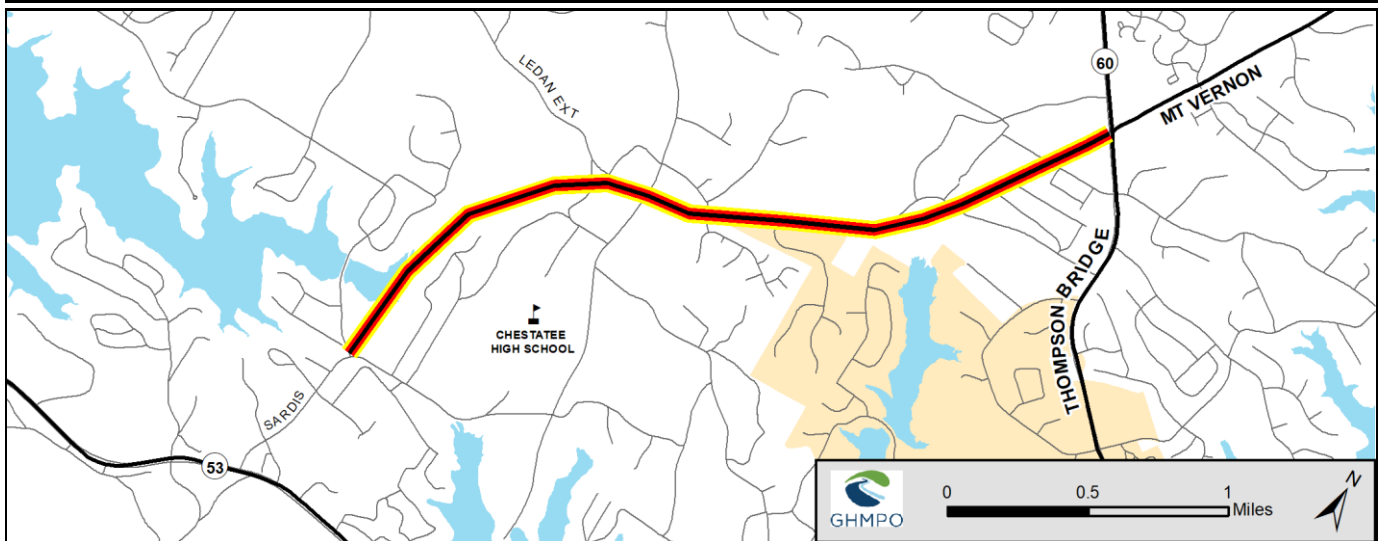 LEDAN EXT
60
MT VERNON
THOMPSON BRIDGE
CHESTATEE
HIGH SCHOOL
SARDIS
53
GHMPO
0 0.5 1
Miles
N